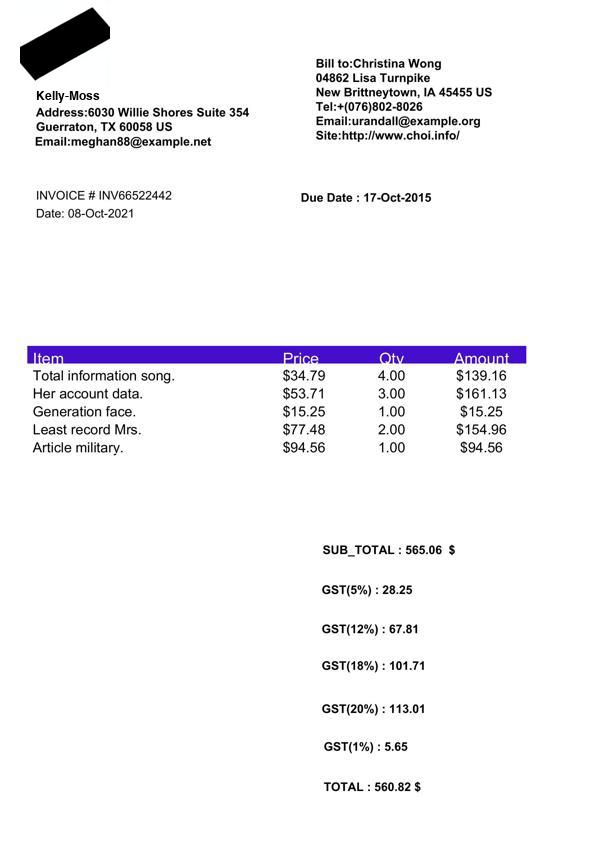 Kelly-Moss
Address:6030 Willie Shores Suite 354
Guerraton, TX 60058 US
Email:meghan88@example.net
Bill to:Christina Wong
04862 Lisa Turnpike
New Brittneytown, IA 45455 US
Tel:+(076)802-8026
Email:urandall@example.org
Site:http://www.choi.info/
INVOICE # INV66522442
Date: 08-Oct-2021
Due Date : 17-Oct-2015
Item Price Qty Amount
Total information song. $34.79 4.00 $139.16
Her account data. $53.71 3.00 $161.13
Generation face. $15.25 1.00 $15.25
Least record Mrs. $77.48 2.00 $154.96
Article military. $94.56 1.00 $94.56
SUB_TOTAL : 565.06 $
GST(5%) : 28.25
GST(12%) : 67.81
GST(18%) : 101.71
GST(20%) : 113.01
GST(1%) : 5.65
TOTAL : 560.82 $